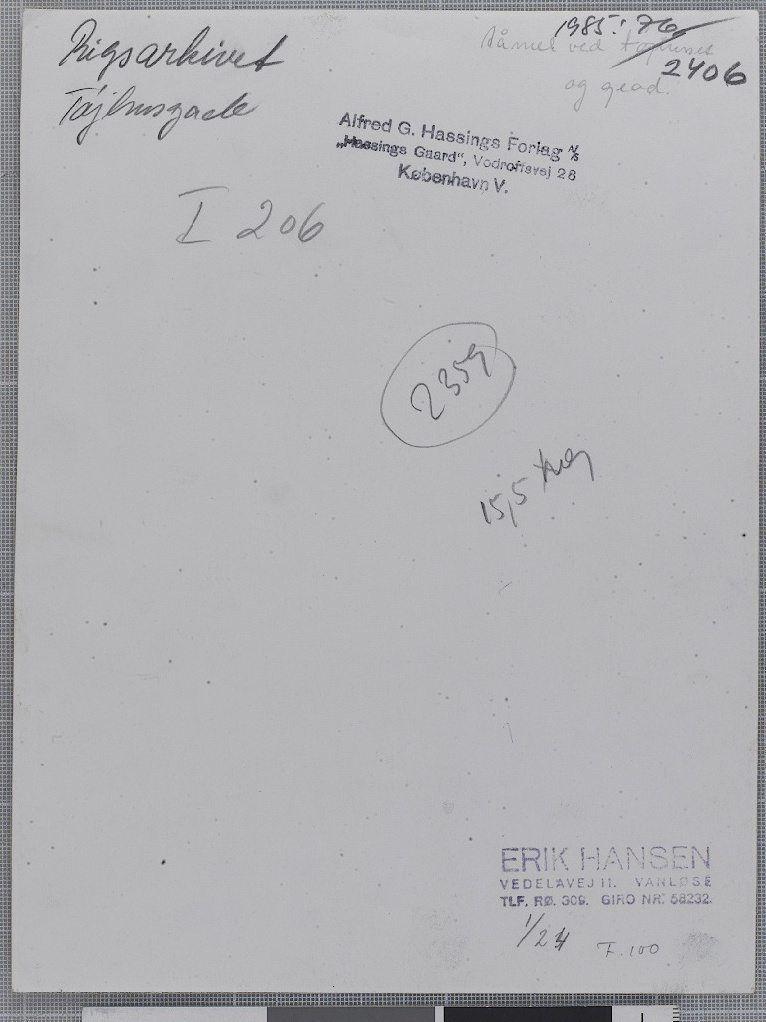 Rigsarkivet
Tøjhusgade
1985: 76
ved
2406
og
Alfred G. Hassings Forlag A/S
„Hassings Gaard“, Vodroffsvej 26
København V.
I 206
2359
15,5
ERIK HANSEN
VEDELAVEJ 11. VANLØSE
TLF. RØ. 309. GIRO NR. 58232.
1/24
F. 100